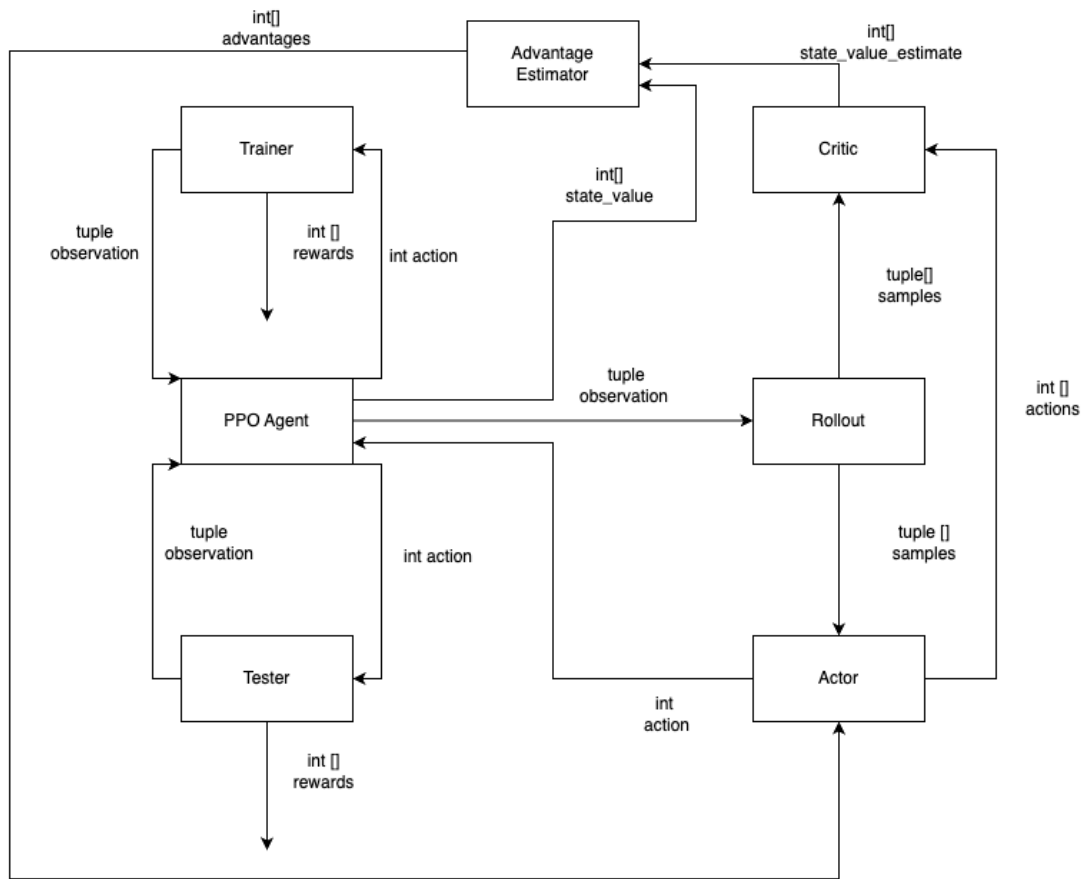 int[]
advantages
Advantage
Estimator
int[]
state_value_estimate
Trainer
Critic
int[]
state_value
tuple
observation
int []
rewards
int action
tuple[]
samples
tuple
observation
int []
actions
PPO Agent
Rollout
tuple
observation
int action
tuple []
samples
Tester
Actor
int
action
int []
rewards